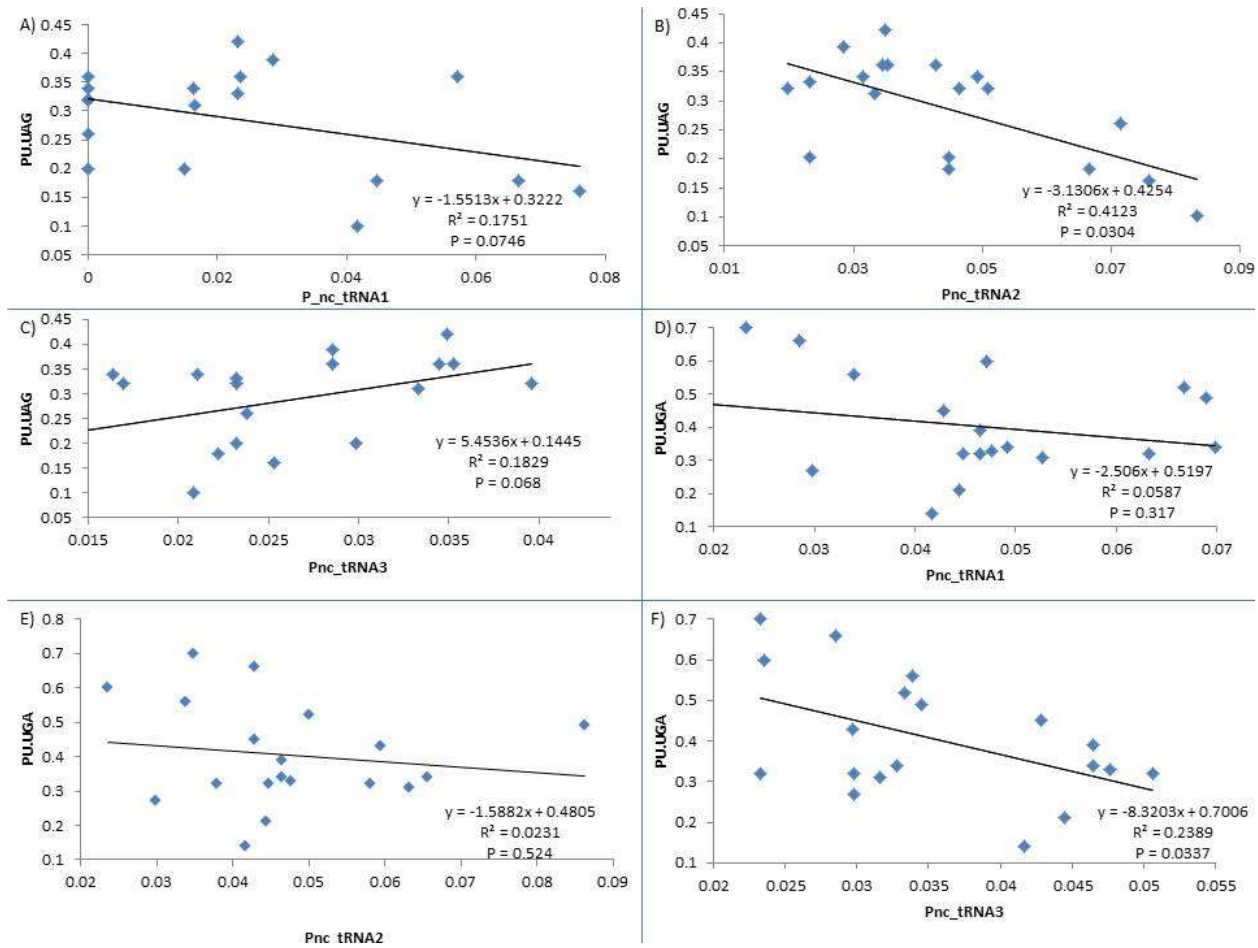 A)
0.45
0.4
0.35
0.3
0.25
0.2
0.15
0.1
0.05
PU.UAG
y = -1.5513x + 0.3222
R² = 0.1751
P = 0.0746
0 0.02 0.04 0.06 0.08
P_nc_tRNA1
B)
0.45
0.4
0.35
0.3
0.25
0.2
0.15
0.1
0.05
PU.UAG
y = -3.1306x + 0.4254
R² = 0.4123
P = 0.0304
0.01 0.03 0.05 0.07 0.09
Pnc_tRNA2
C)
0.45
0.4
0.35
0.3
0.25
0.2
0.15
0.1
0.05
PU.UAG
y = 5.4536x + 0.1445
R² = 0.1829
P = 0.068
0.015 0.02 0.025 0.03 0.035 0.04
Pnc_tRNA3
D)
0.7
0.6
0.5
0.4
0.3
0.2
0.1
PU.UGA
y = -2.506x + 0.5197
R² = 0.0587
P = 0.317
0.02 0.03 0.04 0.05 0.06 0.07
Pnc_tRNA1
E)
0.8
0.7
0.6
0.5
0.4
0.3
0.2
0.1
PU.UGA
y = -1.5882x + 0.4805
R² = 0.0231
P = 0.524
0.02 0.03 0.04 0.05 0.06 0.07 0.08 0.09
Pnc_tRNA2
F)
0.7
0.6
0.5
0.4
0.3
0.2
0.1
PU.UGA
y = -8.3203x + 0.7006
R² = 0.2389
P = 0.0337
0.02 0.025 0.03 0.035 0.04 0.045 0.05 0.055
Pnc_tRNA3